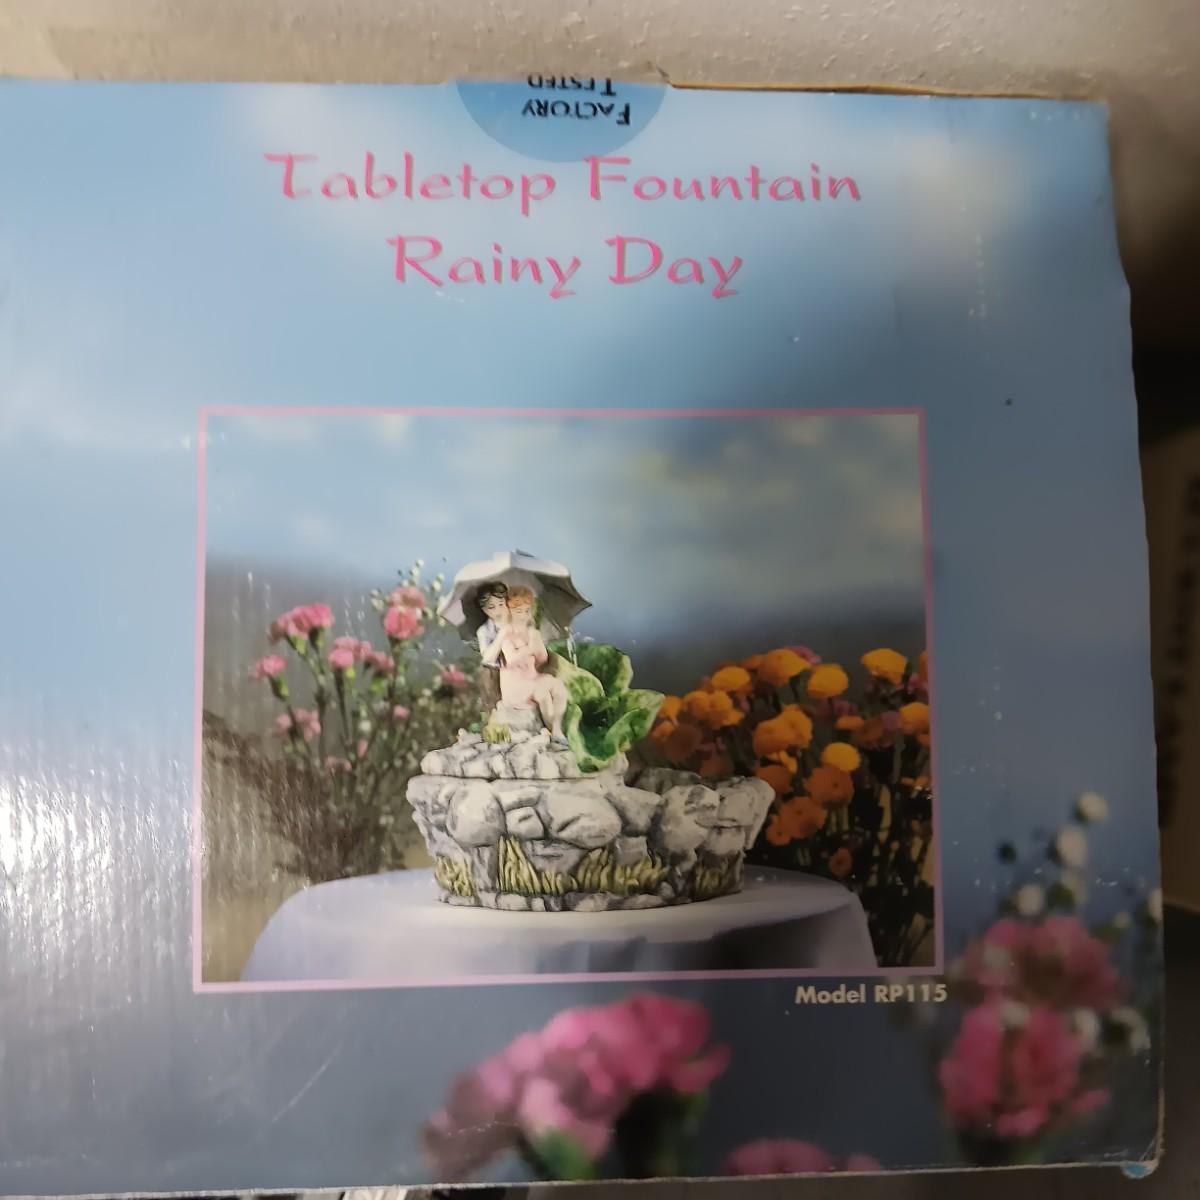 FACTORY
TESTED
Tabletop Fountain
Rainy Day
Model RP115